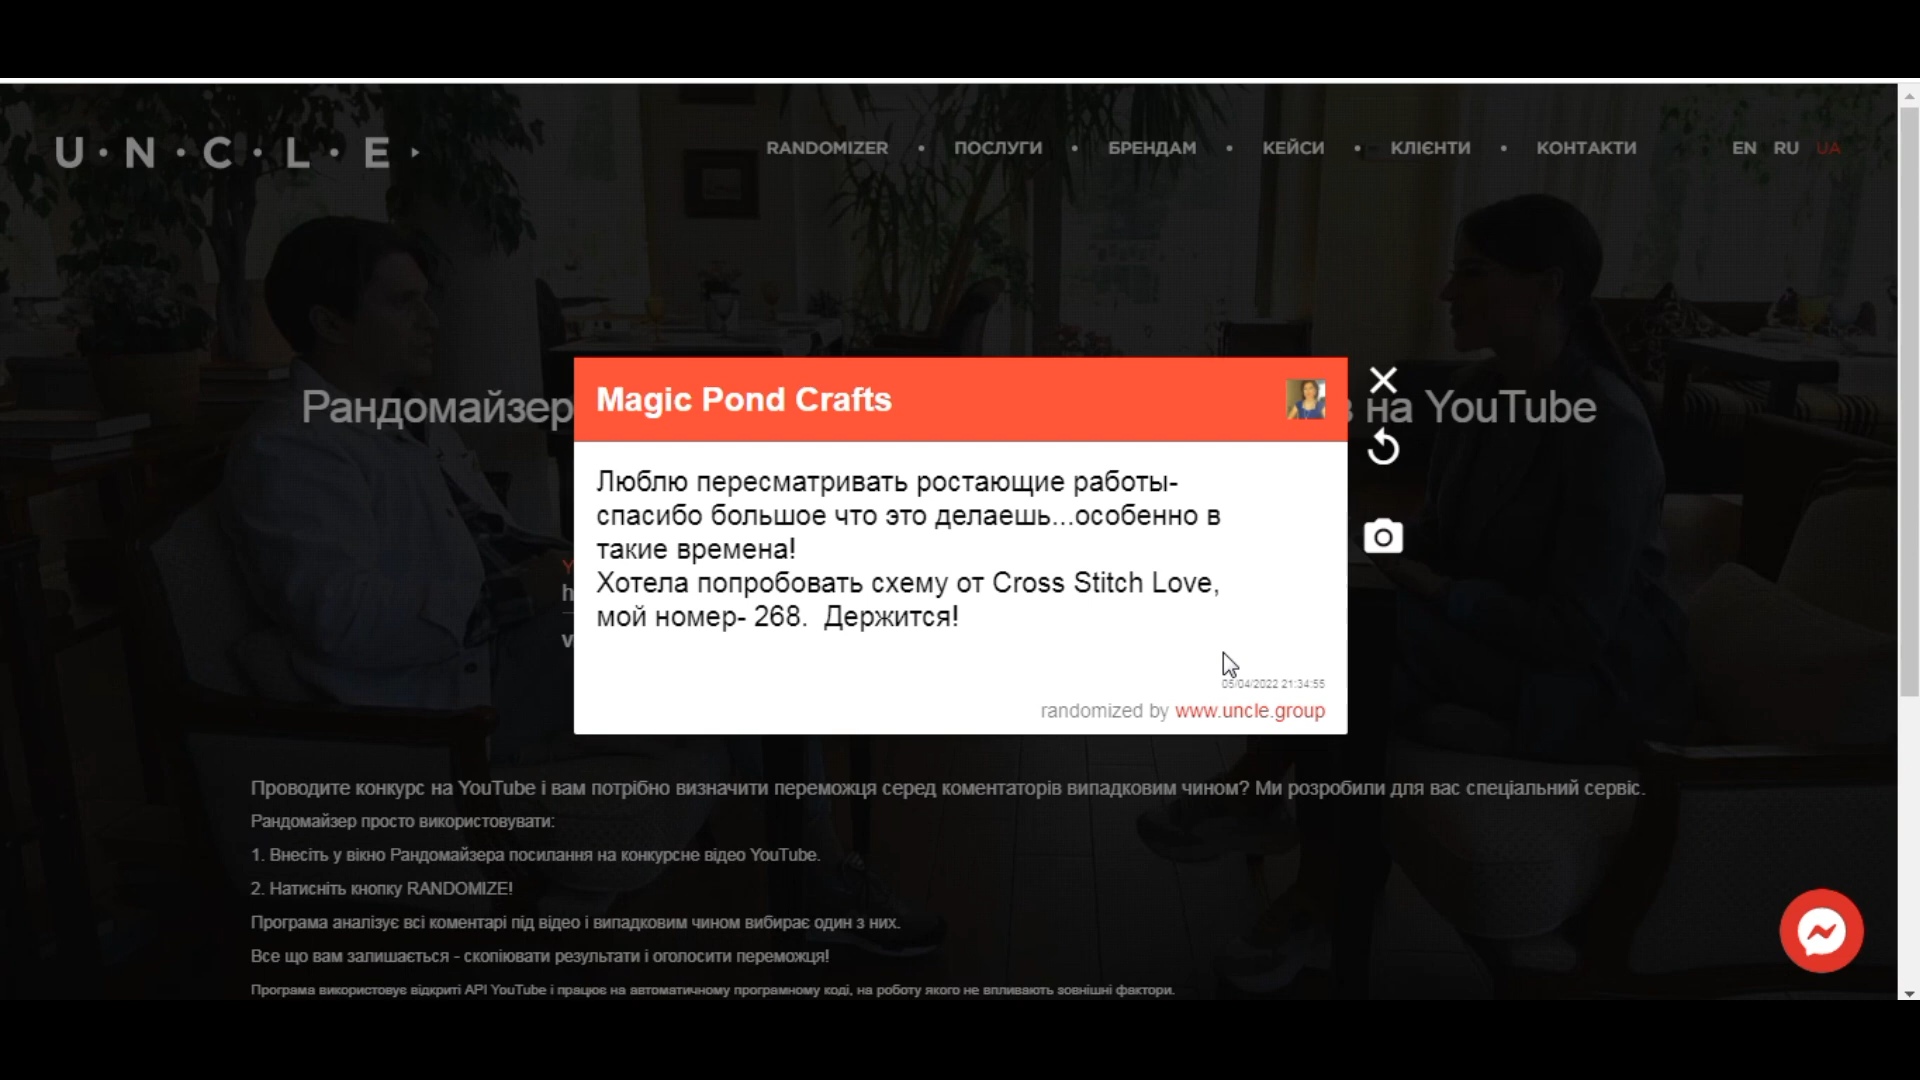 U·N·C·L·E
RANDOMIZER • ПОСЛУГИ • БРЕНДАМ • КЕЙСИ • КЛІЄНТИ • КОНТАКТИ
EN RU UA
Рандомайзер на YouTube
Magic Pond Crafts
Люблю пересматривать ростающие работы-
спасибо большое что это делаешь...особенно в
такие времена!
Хотела попробовать схему от Cross Stitch Love,
мой номер- 268. Держится!
05/04/2022 21:34:55
randomized by www.uncle.group
Проводите конкурс на YouTube і вам потрібно визначити переможця серед коментаторів випадковим чином? Ми розробили для вас спеціальний сервіс.
Рандомайзер просто використовувати:
1. Внесіть у вікно Рандомайзера посилання на конкурсне відео YouTube.
2. Натисніть кнопку RANDOMIZE!
Програма аналізує всі коментарі під відео і випадковим чином вибирає один з них.
Все що вам залишається - скопіювати результати і оголосити переможця!
Програма використовує відкриті API YouTube і працює на автоматичному програмному коді, на роботу якого не впливають зовнішні фактори.